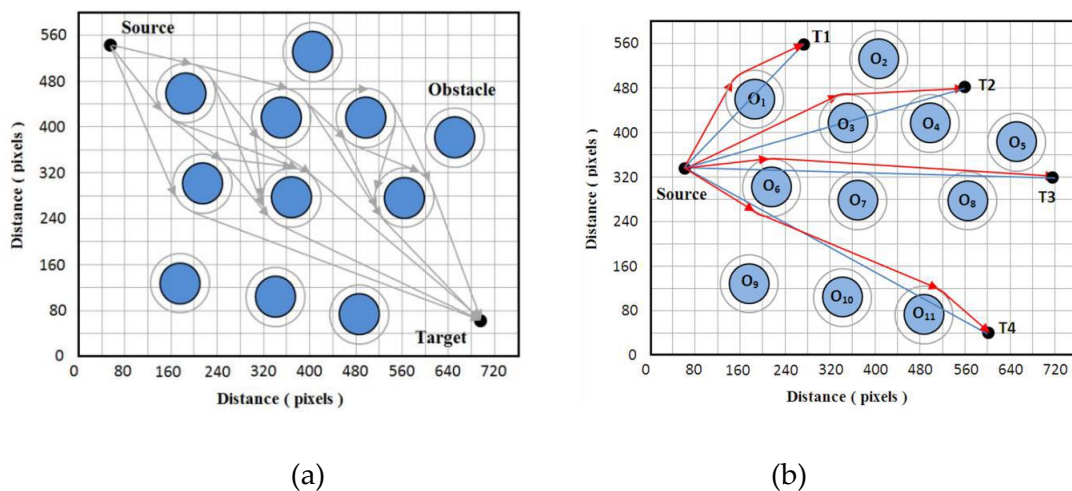 Source
Obstacle
Target
560
480
400
320
240
160
80
0
0 80 160 240 320 400 480 560 640 720
Distance ( pixels )
Distance ( pixels )
(a)
T1
O2
T2
O1
O3
O4
O5
Source
O6
O7
O8
T3
O9
O10
O11
T4
560
480
400
320
240
160
80
0
0 80 160 240 320 400 480 560 640 720
Distance ( pixels )
Distance ( pixels )
(b)